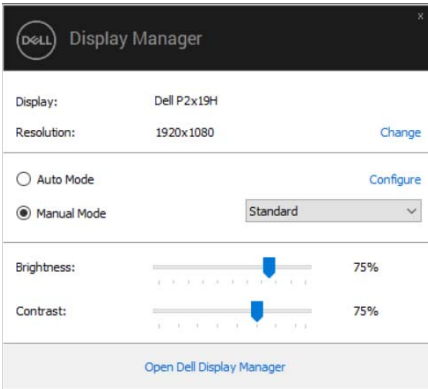 x
DELL Display Manager
Display: Dell P2x19H
Resolution: 1920x1080 Change
Auto Mode Configure
Manual Mode Standard
Brightness: 75%
Contrast: 75%
Open Dell Display Manager